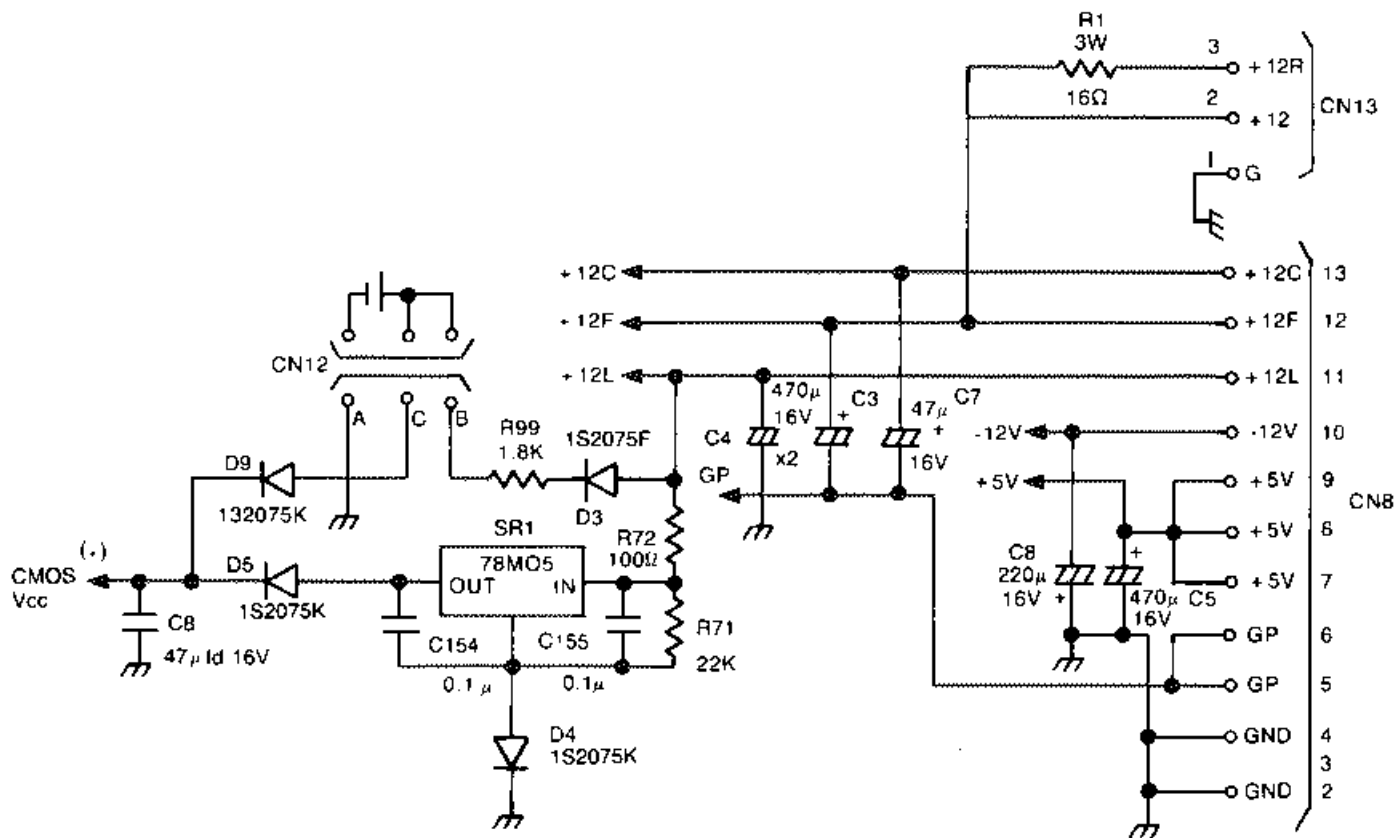 R1
3W
16Ω
3
+12R
2
+12
1
G
CN13
+12C
+12C
13
+12F
+12F
12
+12L
+12L
11
CN12
A
C
B
R99
1.8K
1S2075F
D3
D9
132075K
470µ
16V
C4
x2
+
C3
47µ
+
16V
C7
GP
-12V
-12V
10
+5V
+5V
9
+5V
8
+5V
7
CN8
C8
220µ
16V
+
+
470µ
16V
C5
GP
6
GP
5
GND
4
3
GND
2
SR1
78MO5
OUT
IN
R72
100Ω
R71
22K
CMOS
Vcc
D5
1S2075K
C8
47µ Id 16V
C154
0.1µ
C155
0.1µ
D4
1S2075K